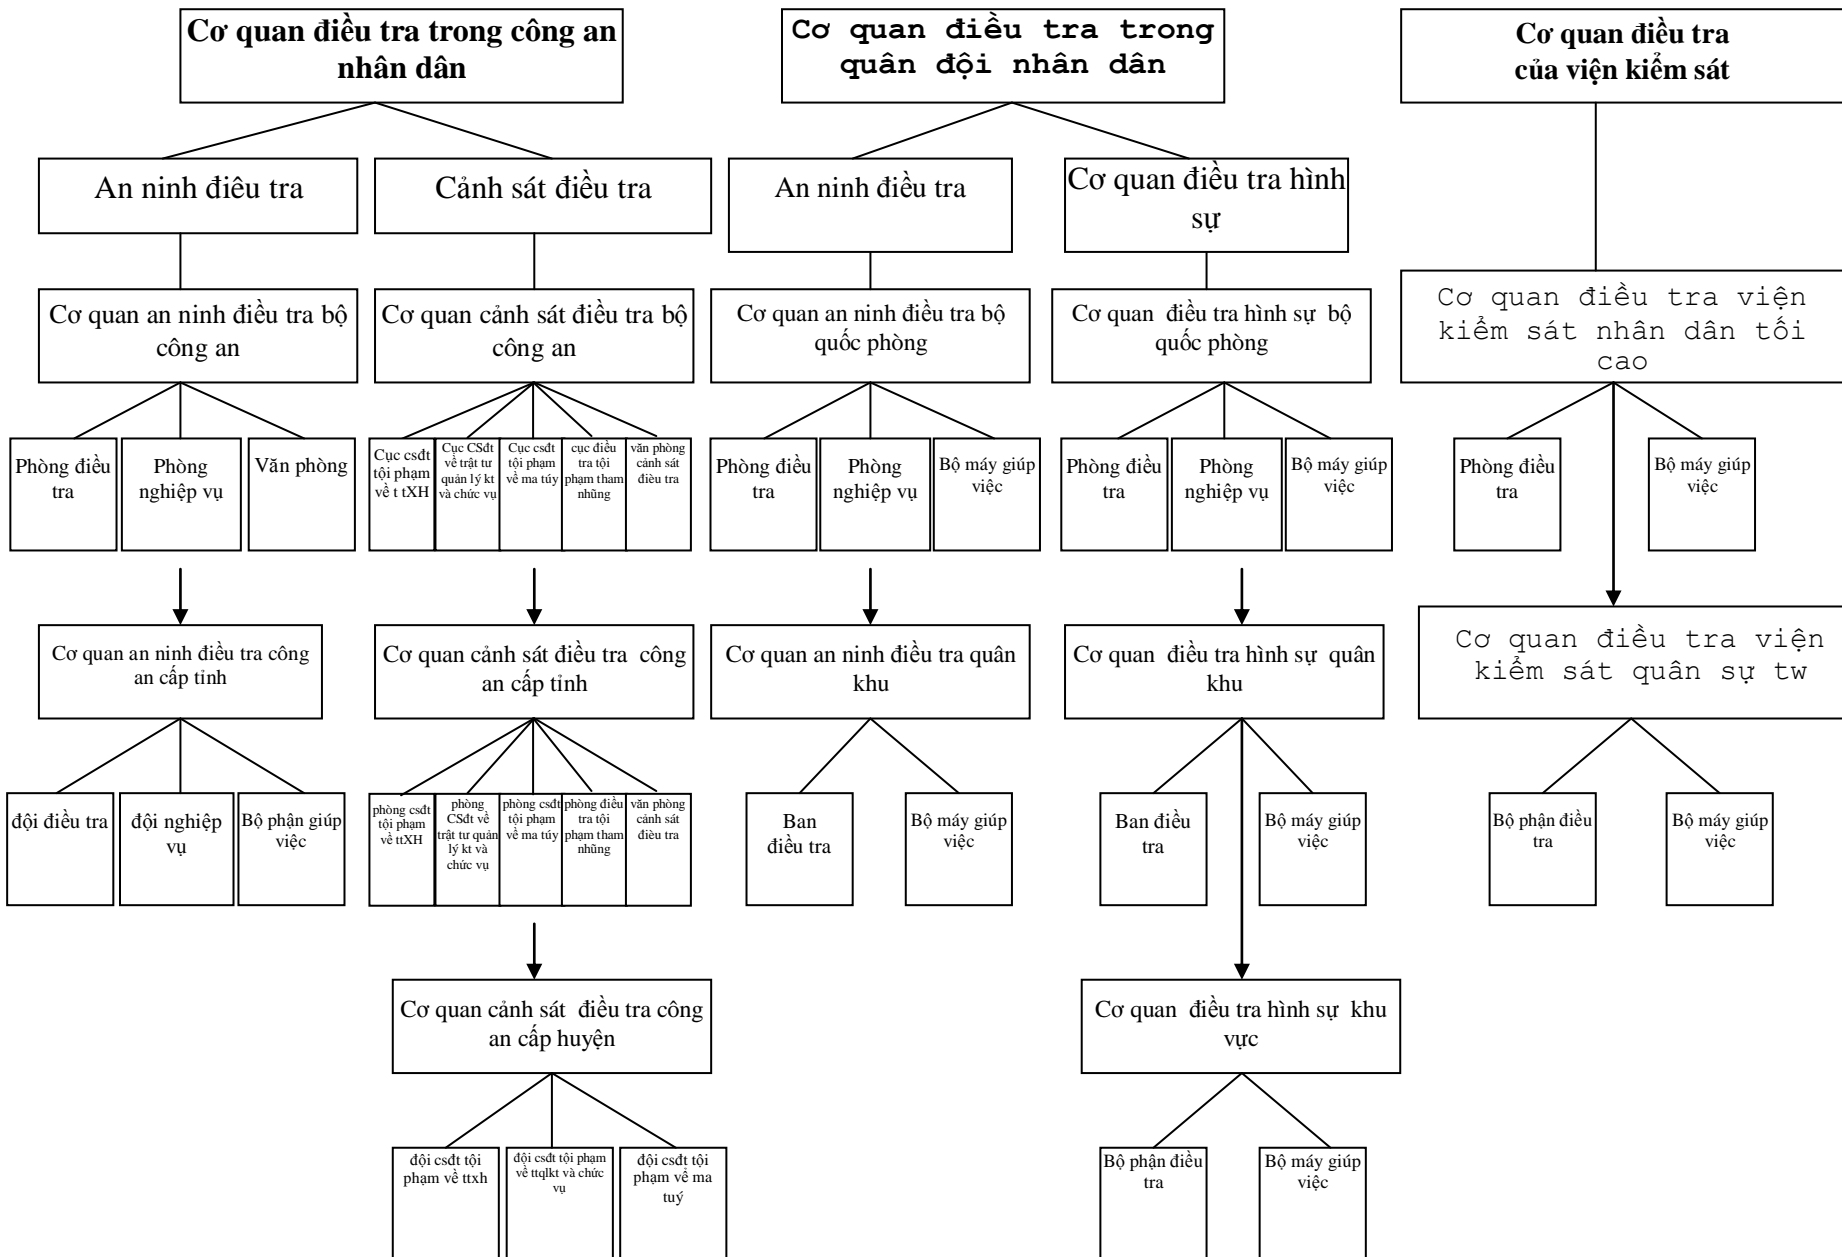 Cơ quan điều tra trong công an
nhân dân
Cơ quan điều tra trong
quân đội nhân dân
Cơ quan điều tra
của viện kiểm sát
An ninh điêu tra
Cảnh sát điều tra
An ninh điều tra
Cơ quan điều tra hình
sự
Cơ quan an ninh điều tra bộ
công an
Cơ quan cảnh sát điều tra bộ
công an
Cơ quan an ninh điều tra bộ
quốc phòng
Cơ quan điều tra hình sự bộ
quốc phòng
Cơ quan điều tra viện
kiểm sát nhân dân tối
cao
Phòng điều
tra
Phòng
nghiệp vụ
Văn phòng
Cục csđt
tội phạm
về t tXH
Cục CSđt
về trật tư
quản lý kt
và chức vụ
Cục csđt
tội phạm
về ma túy
cục điều
tra tội
phạm tham
nhũng
văn phòng
cảnh sát
đièu tra
Phòng điều
tra
Phòng
nghiệp vụ
Bộ máy giúp
việc
Phòng điều
tra
Phòng
nghiệp vụ
Bộ máy giúp
việc
Phòng điều
tra
Bộ máy giúp
việc
Cơ quan an ninh điều tra công
an cấp tỉnh
Cơ quan cảnh sát điều tra công
an cấp tỉnh
Cơ quan an ninh điều tra quân
khu
Cơ quan điều tra hình sự quân
khu
Cơ quan điều tra viện
kiểm sát quân sự tw
đội điều tra
đội nghiệp
vụ
Bộ phận giúp
việc
phòng csđt
tội phạm
về ttXH
phòng
CSđt về
trật tư quản
lý kt và
chức vụ
phòng csđt
tội phạm
về ma túy
phòng điều
tra tội
phạm tham
nhũng
văn phòng
cảnh sát
đièu tra
Ban
điều tra
Bộ máy giúp
việc
Ban điều
tra
Bộ máy giúp
việc
Bộ phận điều
tra
Bộ máy giúp
việc
Cơ quan cảnh sát điều tra công
an cấp huyện
Cơ quan điều tra hình sự khu
vực
đội csđt tội
phạm về ttxh
đội csđt tội phạm
về ttqlkt và chức
vụ
đội csđt tội
phạm về ma
tuý
Bộ phận điều
tra
Bộ máy giúp
việc